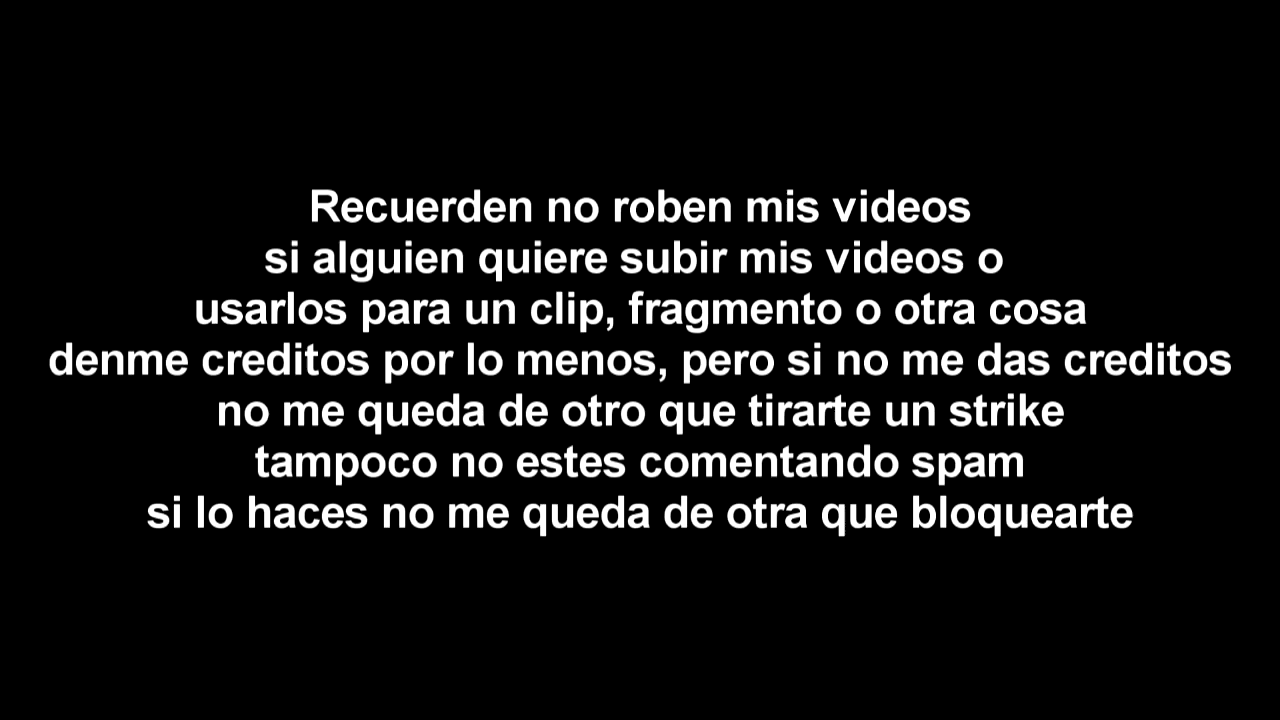 Recuerden no roben mis videos
si alguien quiere subir mis videos o
usarlos para un clip, fragmento o otra cosa
denme creditos por lo menos, pero si no me das creditos
no me queda de otro que tirarte un strike
tampoco no estes comentando spam
si lo haces no me queda de otra que bloquearte